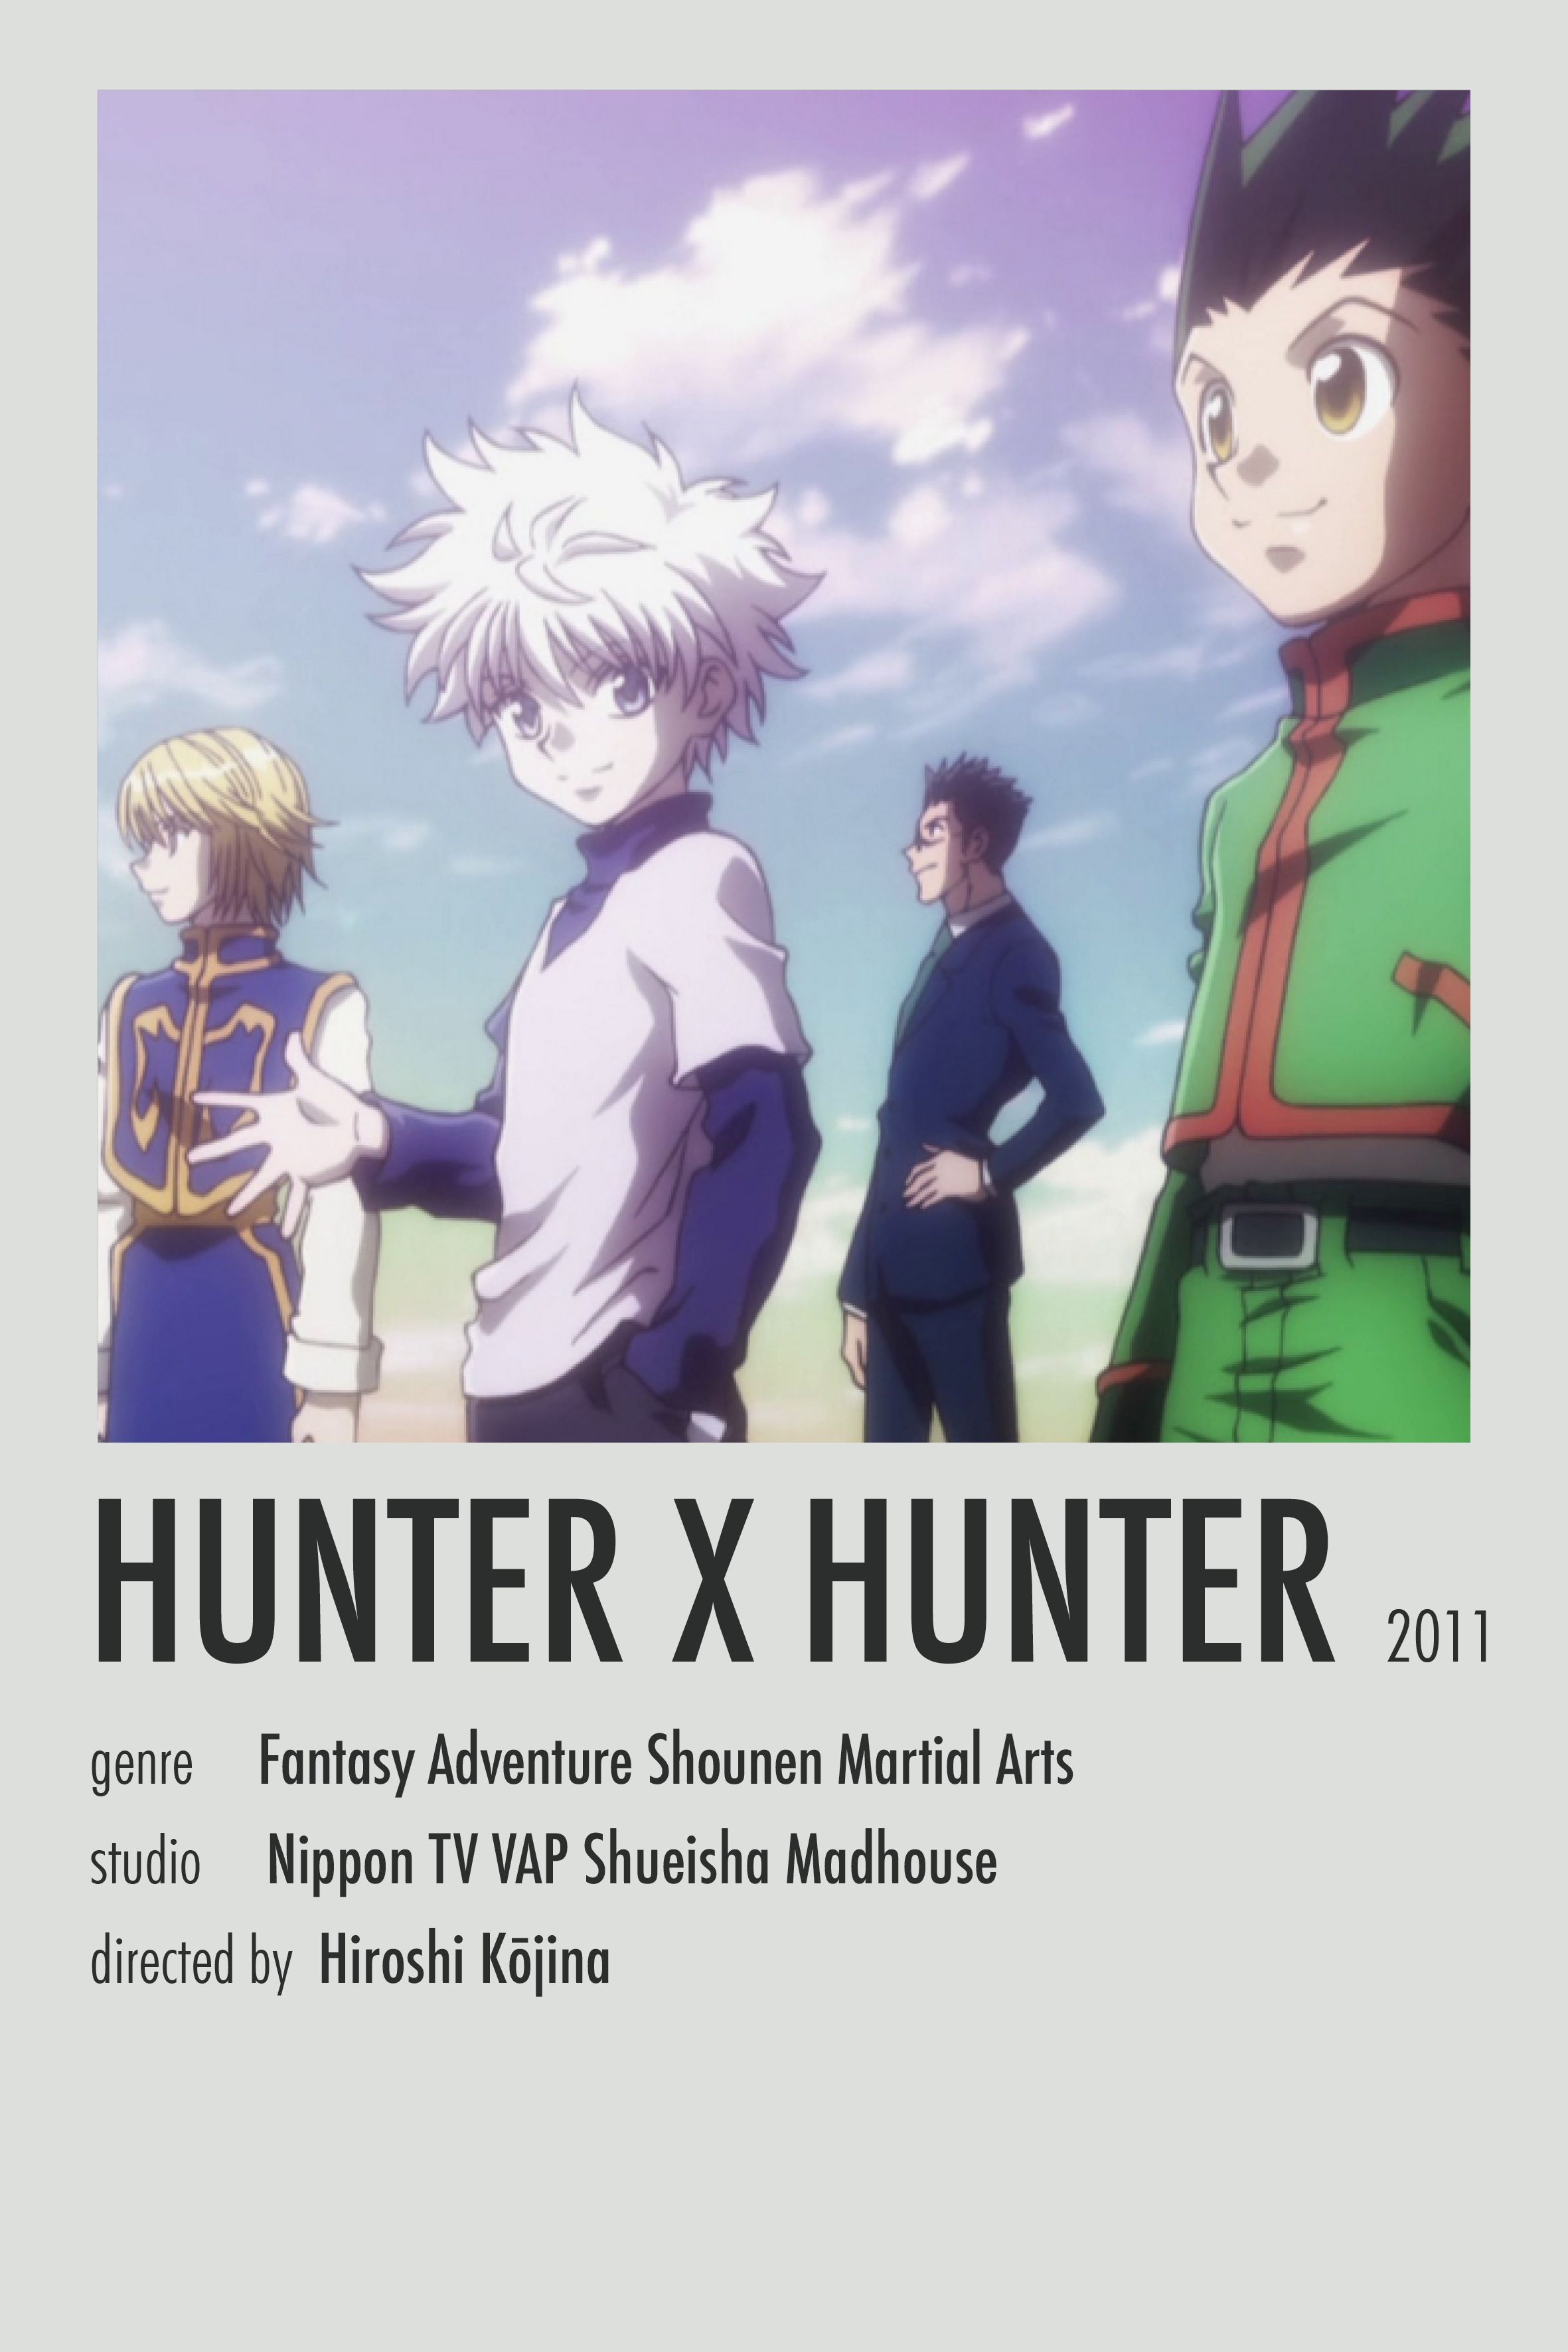 HUNTER X HUNTER 2011
genre Fantasy Adventure Shounen Martial Arts
studio Nippon TV VAP Shueisha Madhouse
directed by Hiroshi Kōjina